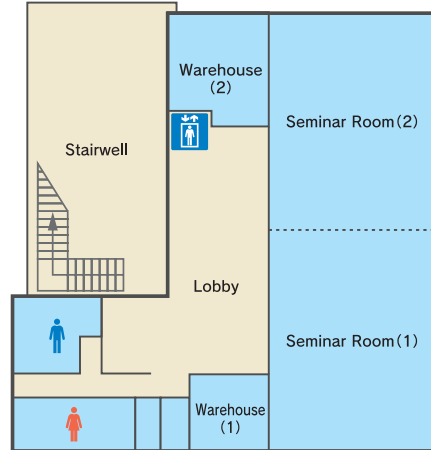 Warehouse
(2)
Seminar Room(2)
Stairwell
Lobby
Seminar Room(1)
Warehouse
(1)